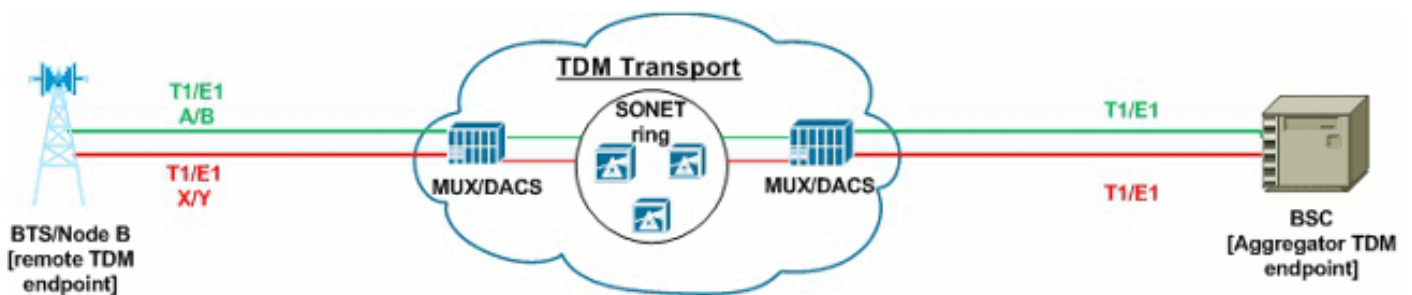 TDM Transport
T1/E1
A/B
SONET
ring
T1/E1
T1/E1
X/Y
MUX/DACS
MUX/DACS
T1/E1
BTS/Node B
[remote TDM
endpoint]
BSC
[Aggregator TDM
endpoint]